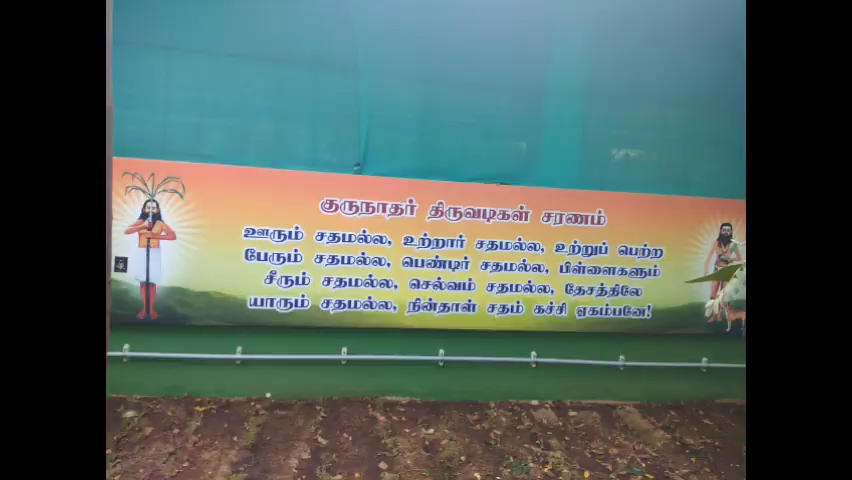 குருநாதர் திருவடிகள் சரணம்
ஊரும் சதமல்ல, உற்றார் சதமல்ல, உற்றுப் பெற்ற
பேரும் சதமல்ல, பெண்டிர் சதமல்ல, பிள்ளைகளும்
சீரும் சதமல்ல, செல்வம் சதமல்ல, தேசத்திலே
யாரும் சதமல்ல, நின்தாள் சதம் கச்சி ஏகம்பனே!